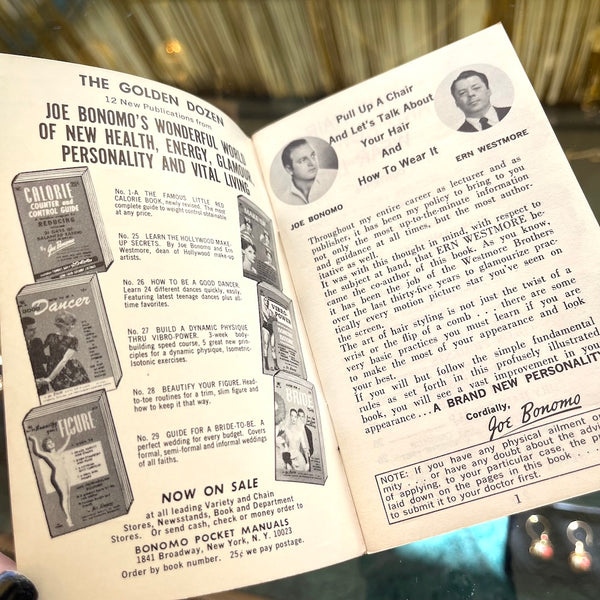 THE GOLDEN DOZEN
12 New Publications from
JOE BONOMO'S WONDERFUL WORLD
OF NEW HEALTH, ENERGY, GLAMOUR,
PERSONALITY AND VITAL LIVING
CALORIE
COUNTER and
CONTROL GUIDE
REDUCING
No. 1-A THE FAMOUS LITTLE RED
CALORIE BOOK, newly revised. The most
complete guide to weight control obtainable
at any price.
No. 25 LEARN THE HOLLYWOOD MAKE-
UP SECRETS. By Joe Bonomo and Ern
Westmore, dean of Hollywood make-up
artists.
Dancer
No. 26 HOW TO BE A GOOD DANCER.
Learn 24 different dances quickly, easily.
Featuring latest teenage dances plus all-
time favorites.
No. 27 BUILD A DYNAMIC PHYSIQUE
THRU VIBRO-POWER. 3-week body-
building speed course, 5 great new prin-
ciples for a dynamic physique, Isometric-
Isotonic exercises.
FIGURE
No. 28 BEAUTIFY YOUR FIGURE. Head-
to-toe routines for a trim, slim figure and
how to keep it that way.
BRIDE
No. 29 GUIDE FOR A BRIDE-TO-BE. A
perfect wedding for every budget. Covers
formal, semi-formal and informal weddings
of all faiths.
NOW ON SALE
at all leading Variety and Chain
Stores, Newsstands, Book and Department
Stores. Or send cash, check or money order to
BONOMO POCKET MANUALS
1841 Broadway, New York, N. Y. 10023
Order by book number. 25¢ we pay postage.
Pull Up A Chair
And Let's Talk About
Your Hair
And
How To Wear It
JOE BONOMO
ERN WESTMORE
Throughout my entire career as lecturer and as
publisher, it has been my policy to bring to you
not only the most up-to-the-minute information
and guidance at all times, but the most author-
itative as well.
It was with this thought in mind, with respect to
the subject at hand that ERN WESTMORE be-
came the co-author of this book. As you know,
it has been the job of the Westmore Brothers
over the last thirty-five years to glamourize prac-
tically every motion picture star you've seen on
the screen.
The art of hair styling is not just the twist of a
wrist or the flip of a comb . . . there are some
very basic practices you must learn if you are
to make the most of your appearance and look
your best.
If you will but follow the simple fundamental
rules as set forth in this profusely illustrated
book, you will see a vast improvement in your
appearance...A BRAND NEW PERSONALITY
Cordially,
Joe Bonomo
NOTE: If you have any physical ailment or
mity . . . or have any doubt about the advi
of applying, to your particular case, the pr
laid down on the pages in this book . . .
to submit it to your doctor first.
1